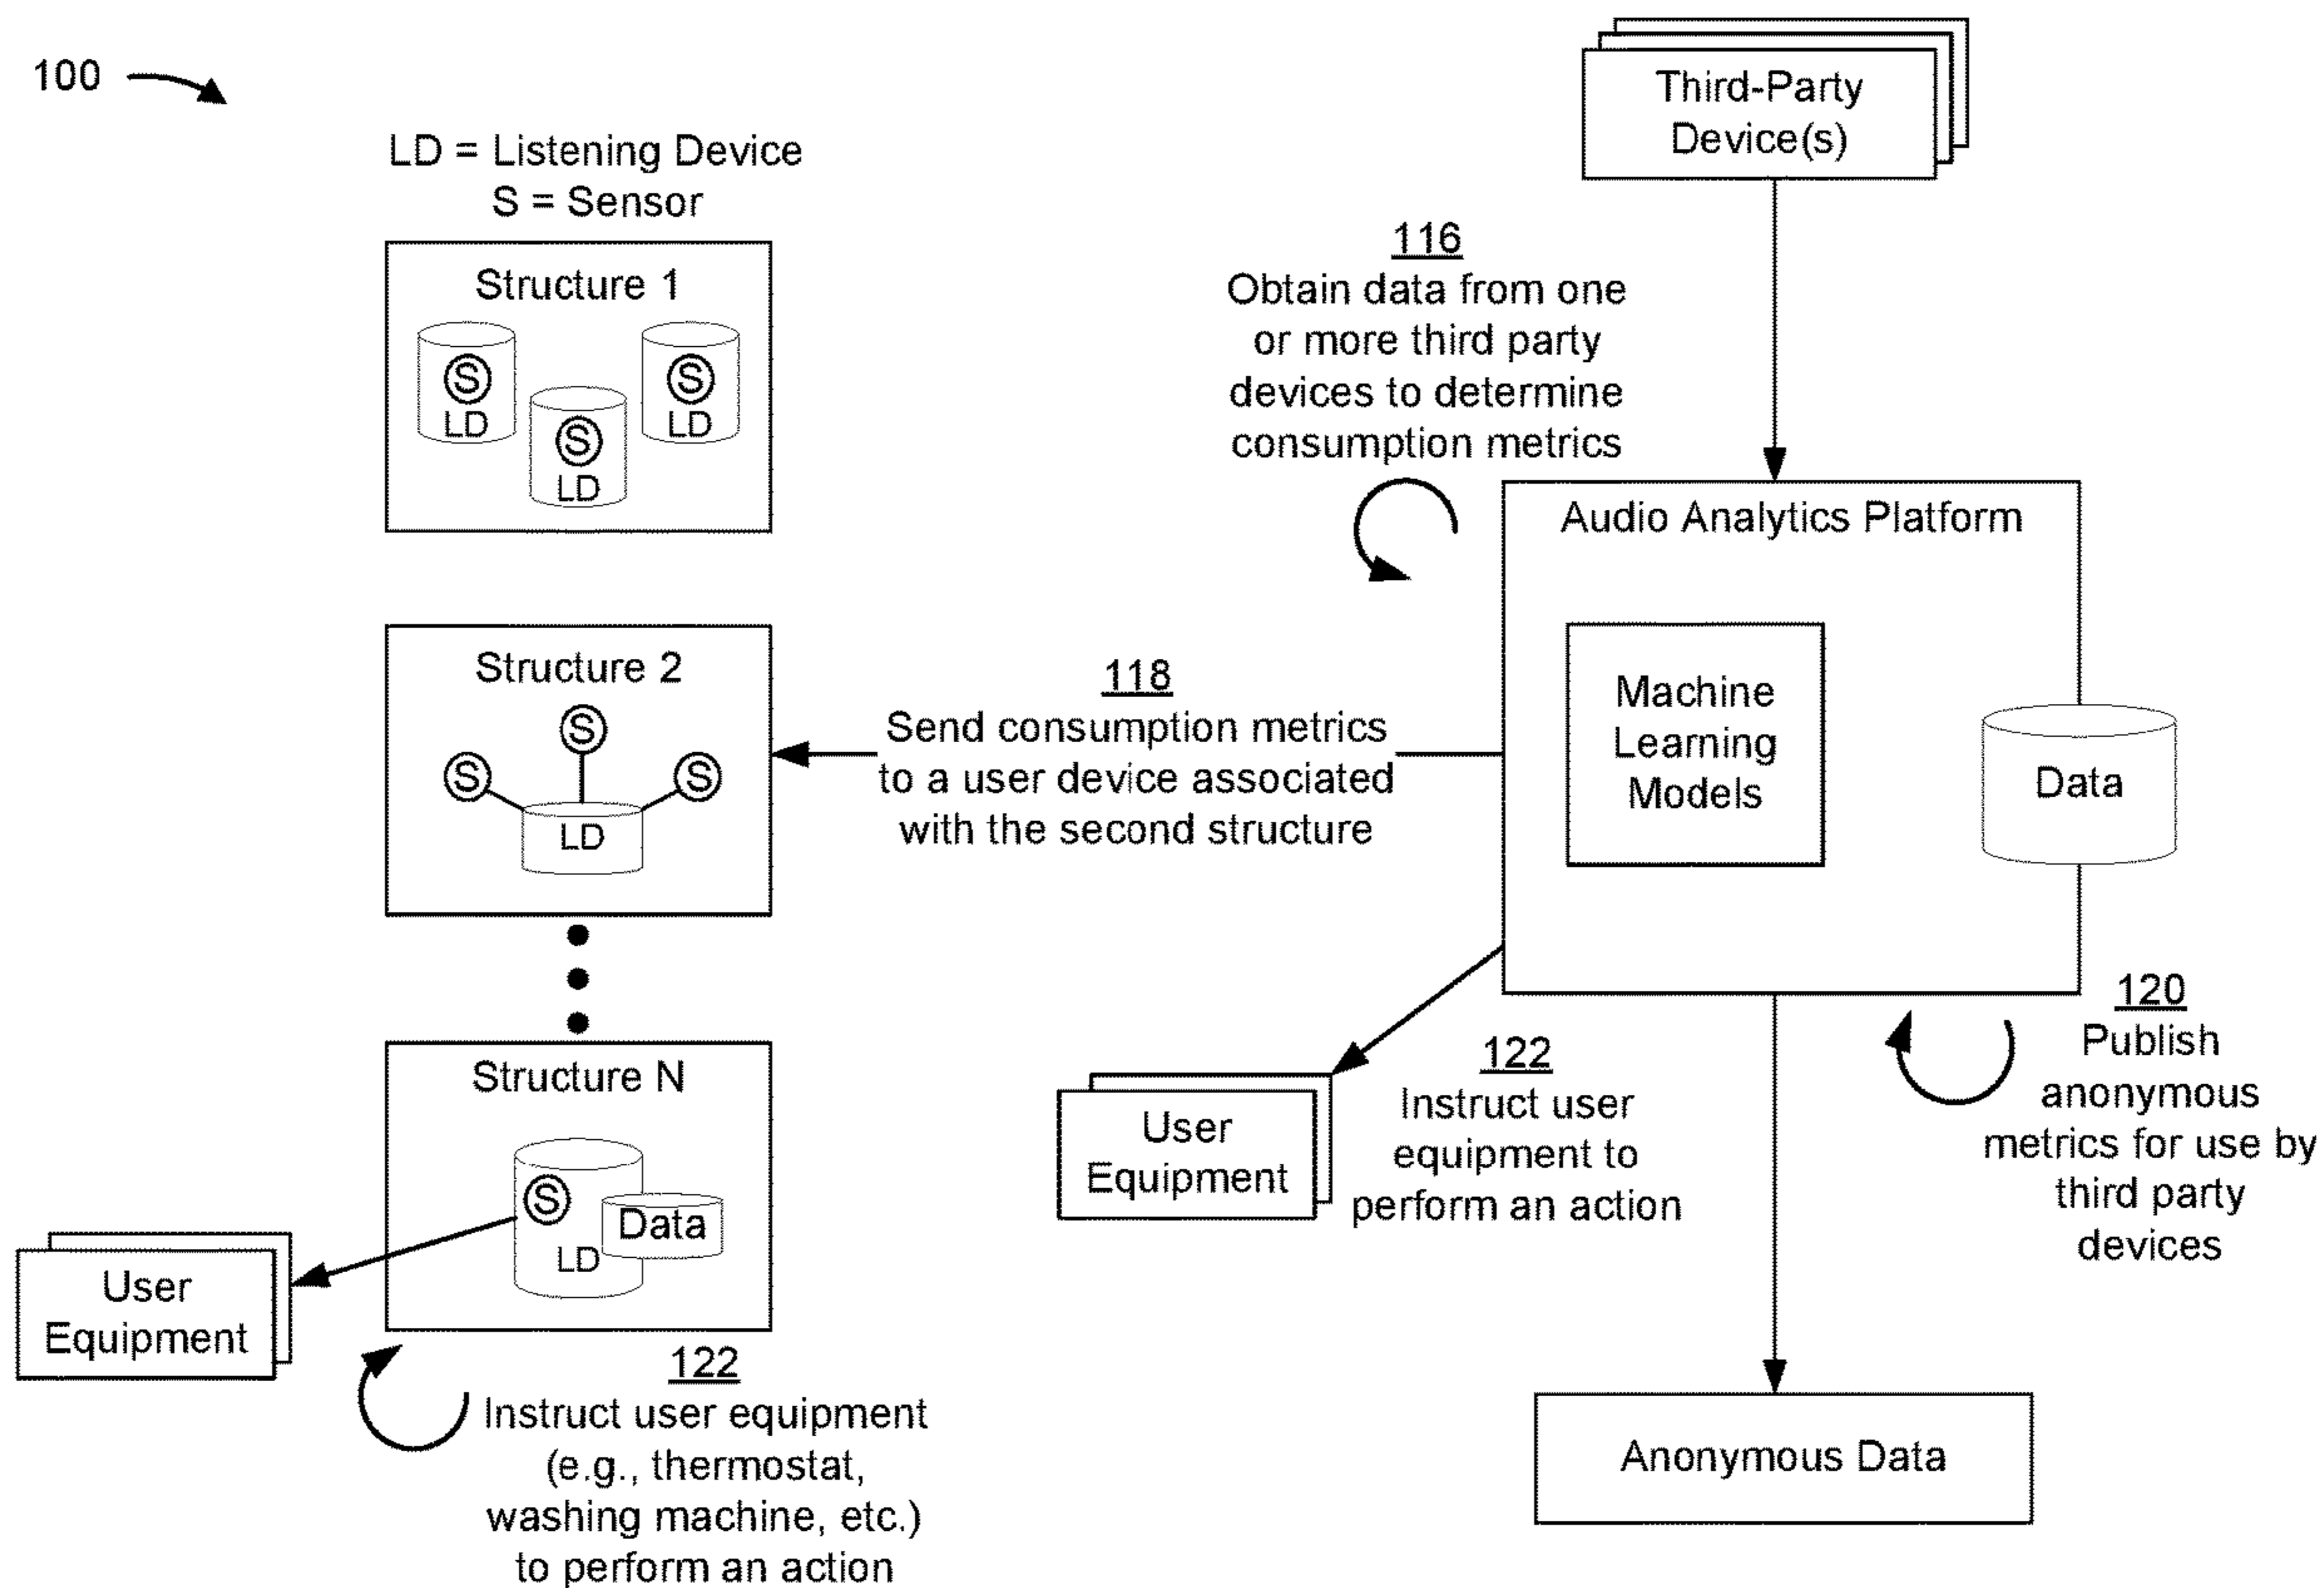 100
LD = Listening Device
S = Sensor
Structure 1
S
LD
S
LD
S
LD
Structure 2
S
S
S
LD
Structure N
S
LD
Data
User
Equipment
122
Instruct user equipment
(e.g., thermostat,
washing machine, etc.)
to perform an action
Third-Party
Device(s)
116
Obtain data from one
or more third party
devices to determine
consumption metrics
Audio Analytics Platform
Machine
Learning
Models
Data
118
Send consumption metrics
to a user device associated
with the second structure
User
Equipment
122
Instruct user
equipment to
perform an action
120
Publish
anonymous
metrics for use by
third party
devices
Anonymous Data